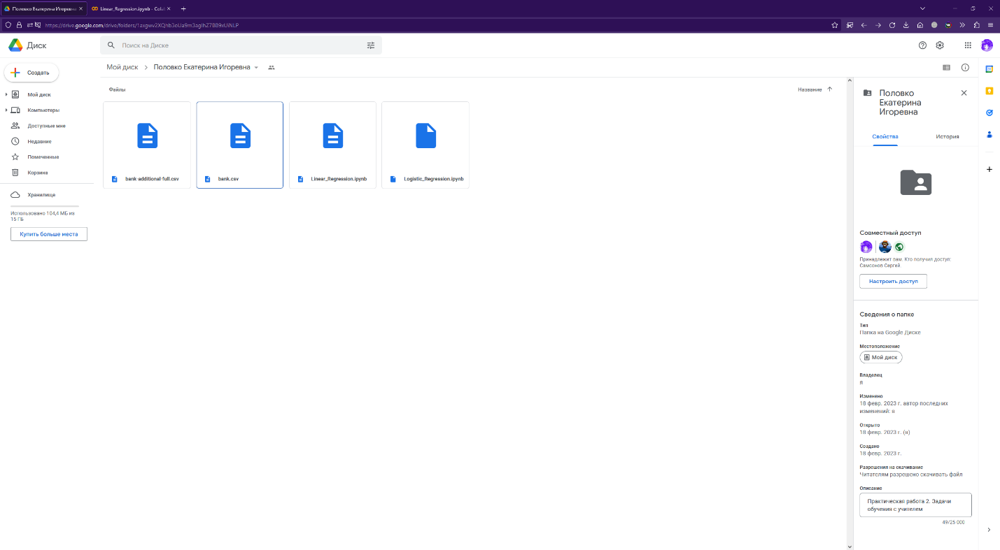 Половко Екатерина Игоревна
Linear_Regression.ipynb - Colab
https://drive.google.com/drive/folders/
Диск
Поиск на Диске
Создать
Мой диск
Компьютеры
Доступные мне
Недавние
Помеченные
Корзина
Хранилище
Использовано 104,4 МБ из
15 ГБ
Купить больше места
Мой диск
Половко Екатерина Игоревна
Файлы
Название
bank-additional-full.csv
bank.csv
Linear_Regression.ipynb
Logistic_Regression.ipynb
Половко
Екатерина
Игоревна
Свойства
История
Совместный доступ
Принадлежит вам. Кто получил доступ:
Самсонов Сергей.
Настроить доступ
Сведения о папке
Тип
Папка на Google Диске
Местоположение
Мой диск
Владелец
я
Изменено
18 февр. 2023 г. автор последних
изменений: я
Открыто
18 февр. 2023 г. (я)
Создано
18 февр. 2023 г.
Разрешения на скачивание
Читателям разрешено скачивать файл
Описание
Практическая работа 2. Задачи
обучения с учителем
49/25 000